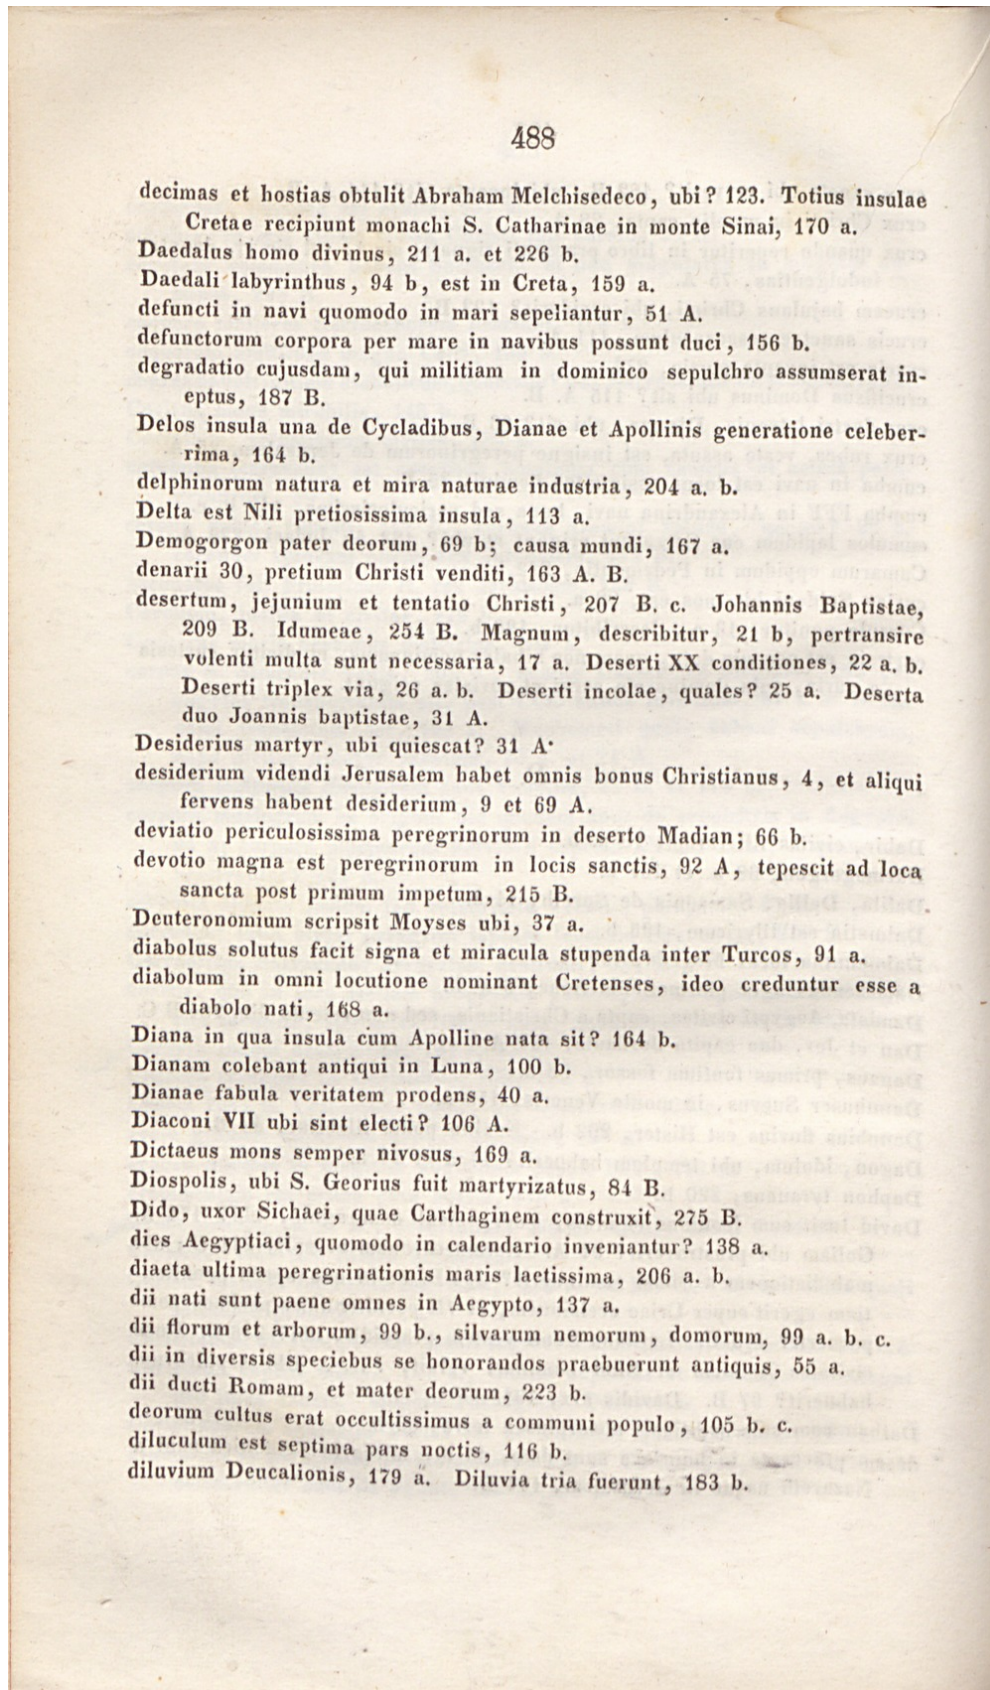 488
decimas et hostias obtulit Abraham Melchisedeco, ubi? 123. Totius insulae
Cretae recipiunt monachi S. Catharinae in monte Sinai, 170 a.
Daedalus homo divinus, 211 a. et 226 b.
Daedali labyrinthus, 94 b, est in Creta, 159 a.
defuncti in navi quomodo in mari sepeliantur, 51 A.
defunctorum corpora per mare in navibus possunt duci, 156 b.
degradatio cujusdam, qui militiam in dominico sepulchro assumserat in-
eptus, 187 B.
Delos insula una de Cycladibus, Dianae et Apollinis generatione celeber-
rima, 164 b.
delphinorum natura et mira naturae industria, 204 a. b.
Delta est Nili pretiosissima insula, 113 a.
Demogorgon pater deorum, 69 b; causa mundi, 167 a.
denarii 30, pretium Christi venditi, 163 A. B.
desertum, jejunium et tentatio Christi, 207 B. c. Johannis Baptistae,
209 B. Idumeae, 254 B. Magnum, describitur, 21 b, pertransire
volenti multa sunt necessaria, 17 a. Deserti XX conditiones, 22 a. b.
Deserti triplex via, 26 a. b. Deserti incolae, quales? 25 a. Deserta
duo Joannis baptistae, 31 A.
Desiderius martyr, ubi quiescat? 31 A·
desiderium videndi Jerusalem habet omnis bonus Christianus, 4, et aliqui
fervens habent desiderium, 9 et 69 A.
deviatio periculosissima peregrinorum in deserto Madian; 66 b.
devotio magna est peregrinorum in locis sanctis, 92 A, tepescit ad loca
sancta post primum impetum, 215 B.
Deuteronomium scripsit Moyses ubi, 37 a.
diabolus solutus facit signa et miracula stupenda inter Turcos, 91 a.
diabolum in omni locutione nominant Cretenses, ideo creduntur esse a
diabolo nati, 168 a.
Diana in qua insula cum Apolline nata sit? 164 b.
Dianam colebant antiqui in Luna, 100 b.
Dianae fabula veritatem prodens, 40 a.
Diaconi VII ubi sint electi? 106 A.
Dictaeus mons semper nivosus, 169 a.
Diospolis, ubi S. Georius fuit martyrizatus, 84 B.
Dido, uxor Sichaei, quae Carthaginem construxit, 275 B.
dies Aegyptiaci, quomodo in calendario inveniantur? 138 a.
diaeta ultima peregrinationis maris laetissima, 206 a. b.
dii nati sunt paene omnes in Aegypto, 137 a.
dii florum et arborum, 99 b., silvarum nemorum, domorum, 99 a. b. c.
dii in diversis speciebus se honorandos praebuerunt antiquis, 55 a.
dii ducti Romam, et mater deorum, 223 b.
deorum cultus erat occultissimus a communi populo, 105 b. c.
diluculum est septima pars noctis, 116 b.
diluvium Deucalionis, 179 a. Diluvia tria fuerunt, 183 b.